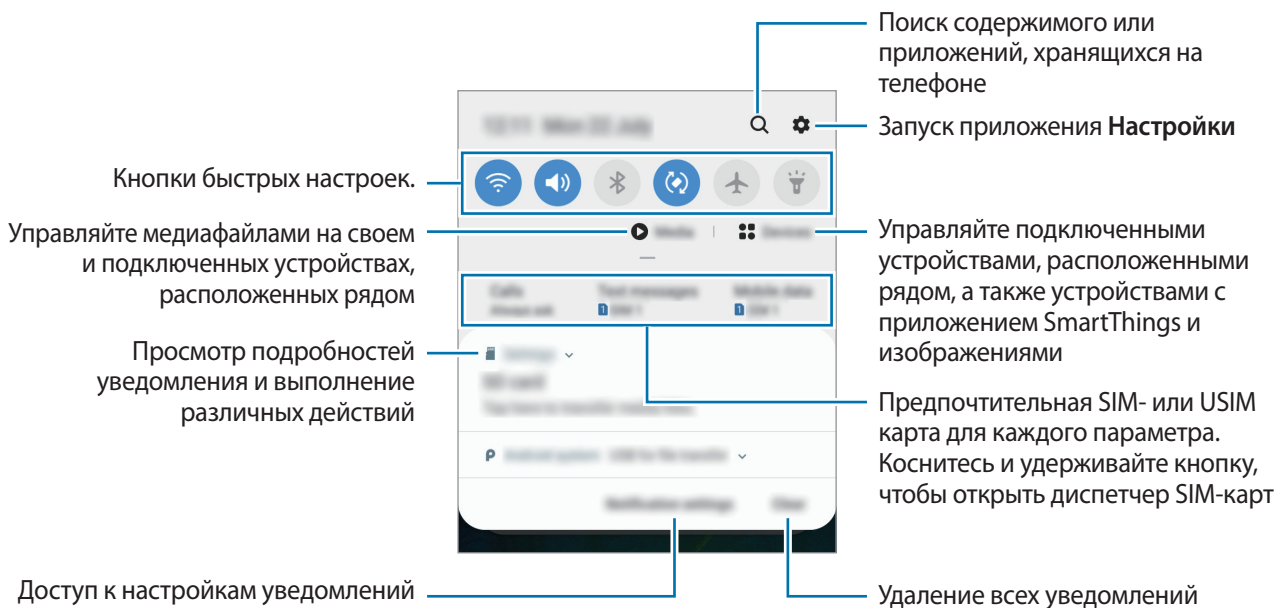 Поиск содержимого или
приложений, хранящихся на
телефоне
Запуск приложения Настройки
Кнопки быстрых настроек.
Управляйте медиафайлами на своем
и подключенных устройствах,
расположенных рядом
Управляйте подключенными
устройствами, расположенными
рядом, а также устройствами с
приложением SmartThings и
изображениями
Просмотр подробностей
уведомления и выполнение
различных действий
Предпочтительная SIM- или USIM
карта для каждого параметра.
Коснитесь и удерживайте кнопку,
чтобы открыть диспетчер SIM-карт
Доступ к настройкам уведомлений
Удаление всех уведомлений